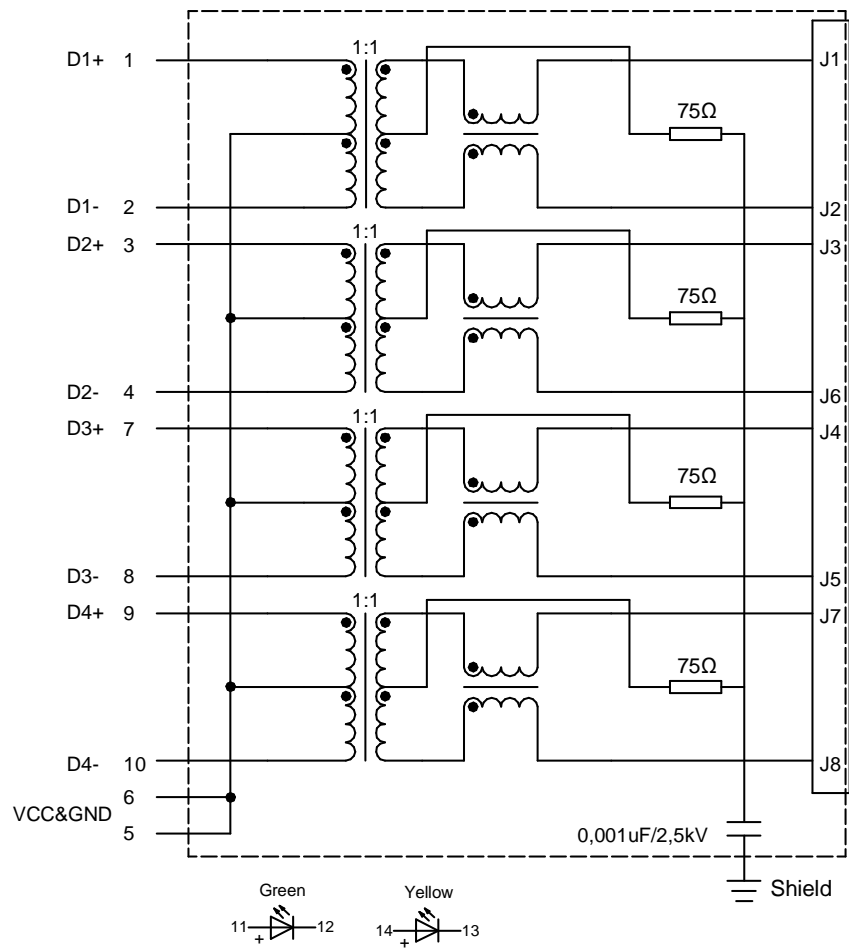 1:1
D1+ 1 J1
75Ω
D1- 2 J2
1:1
D2+ 3 J3
75Ω
D2- 4 J6
1:1
D3+ 7 J4
75Ω
D3- 8 J5
1:1
D4+ 9 J7
75Ω
D4- 10 J8
6
VCC&GND
5
0,001uF/2,5kV
Shield
Green Yellow
11 + 12 14 + 13